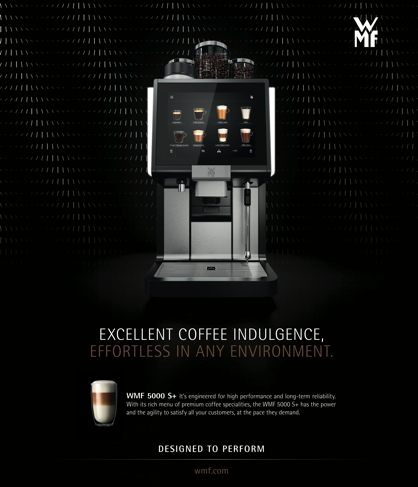 WMF
EXCELLENT COFFEE INDULGENCE,
EFFORTLESS IN ANY ENVIRONMENT.
WMF 5000 S+ It's engineered for high performance and long-term reliability.
With its rich menu of premium coffee specialities, the WMF 5000 S+ has the power
and the agility to satisfy all your customers, at the pace they demand.
DESIGNED TO PERFORM
wmf.com